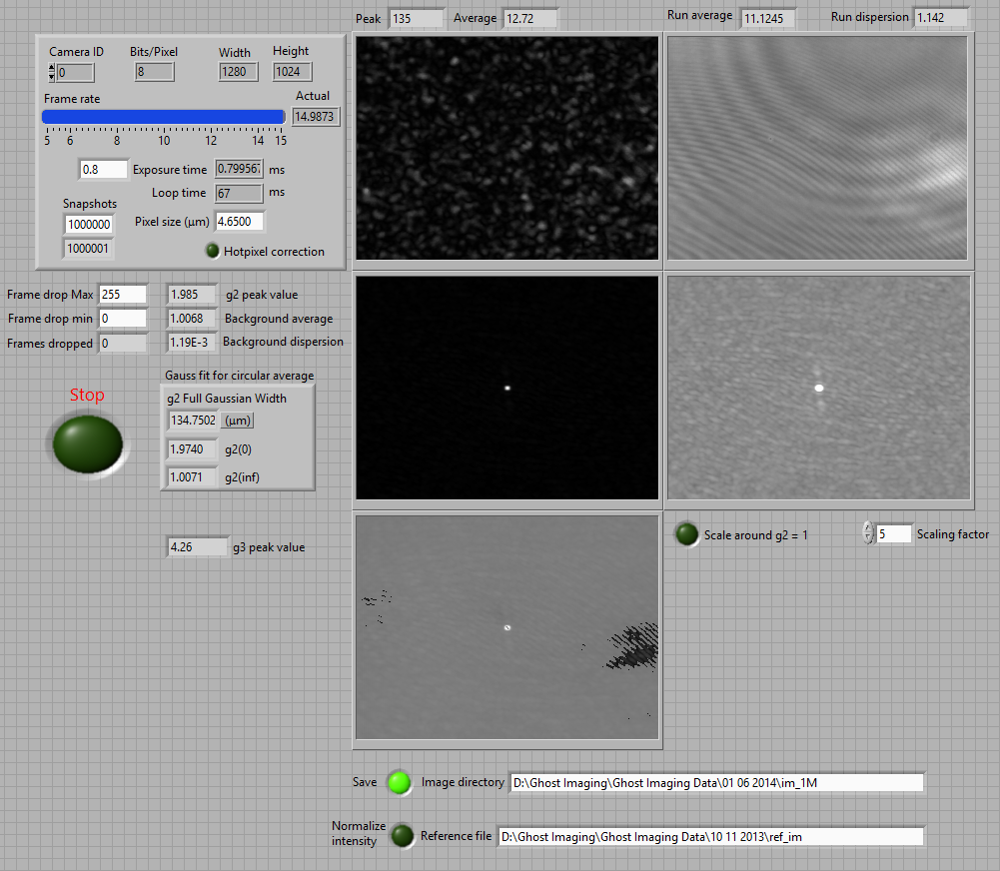 Peak 135 Average 12.72 Run average 11.1245 Run dispersion 1.142
Camera ID Bits/Pixel Width Height
0 8 1280 1024
Frame rate Actual
14.9873
5 6 8 10 12 14 15
0.8 Exposure time 0.79956 ms
Loop time 67 ms
Snapshots
1000000 Pixel size (µm) 4.6500
1000001 Hotpixel correction
Frame drop Max 255 1.985 g2 peak value
Frame drop min 0 1.0068 Background average
Frames dropped 0 1.19E-3 Background dispersion
Gauss fit for circular average
Stop
g2 Full Gaussian Width
134.7502 (µm)
1.9740 g2(0)
1.0071 g2(inf)
Scale around g2 = 1 5 Scaling factor
4.26 g3 peak value
Save Image directory D:\Ghost Imaging\Ghost Imaging Data\01 06 2014\im_1M
Normalize
intensity Reference file D:\Ghost Imaging\Ghost Imaging Data\10 11 2013\ref_im